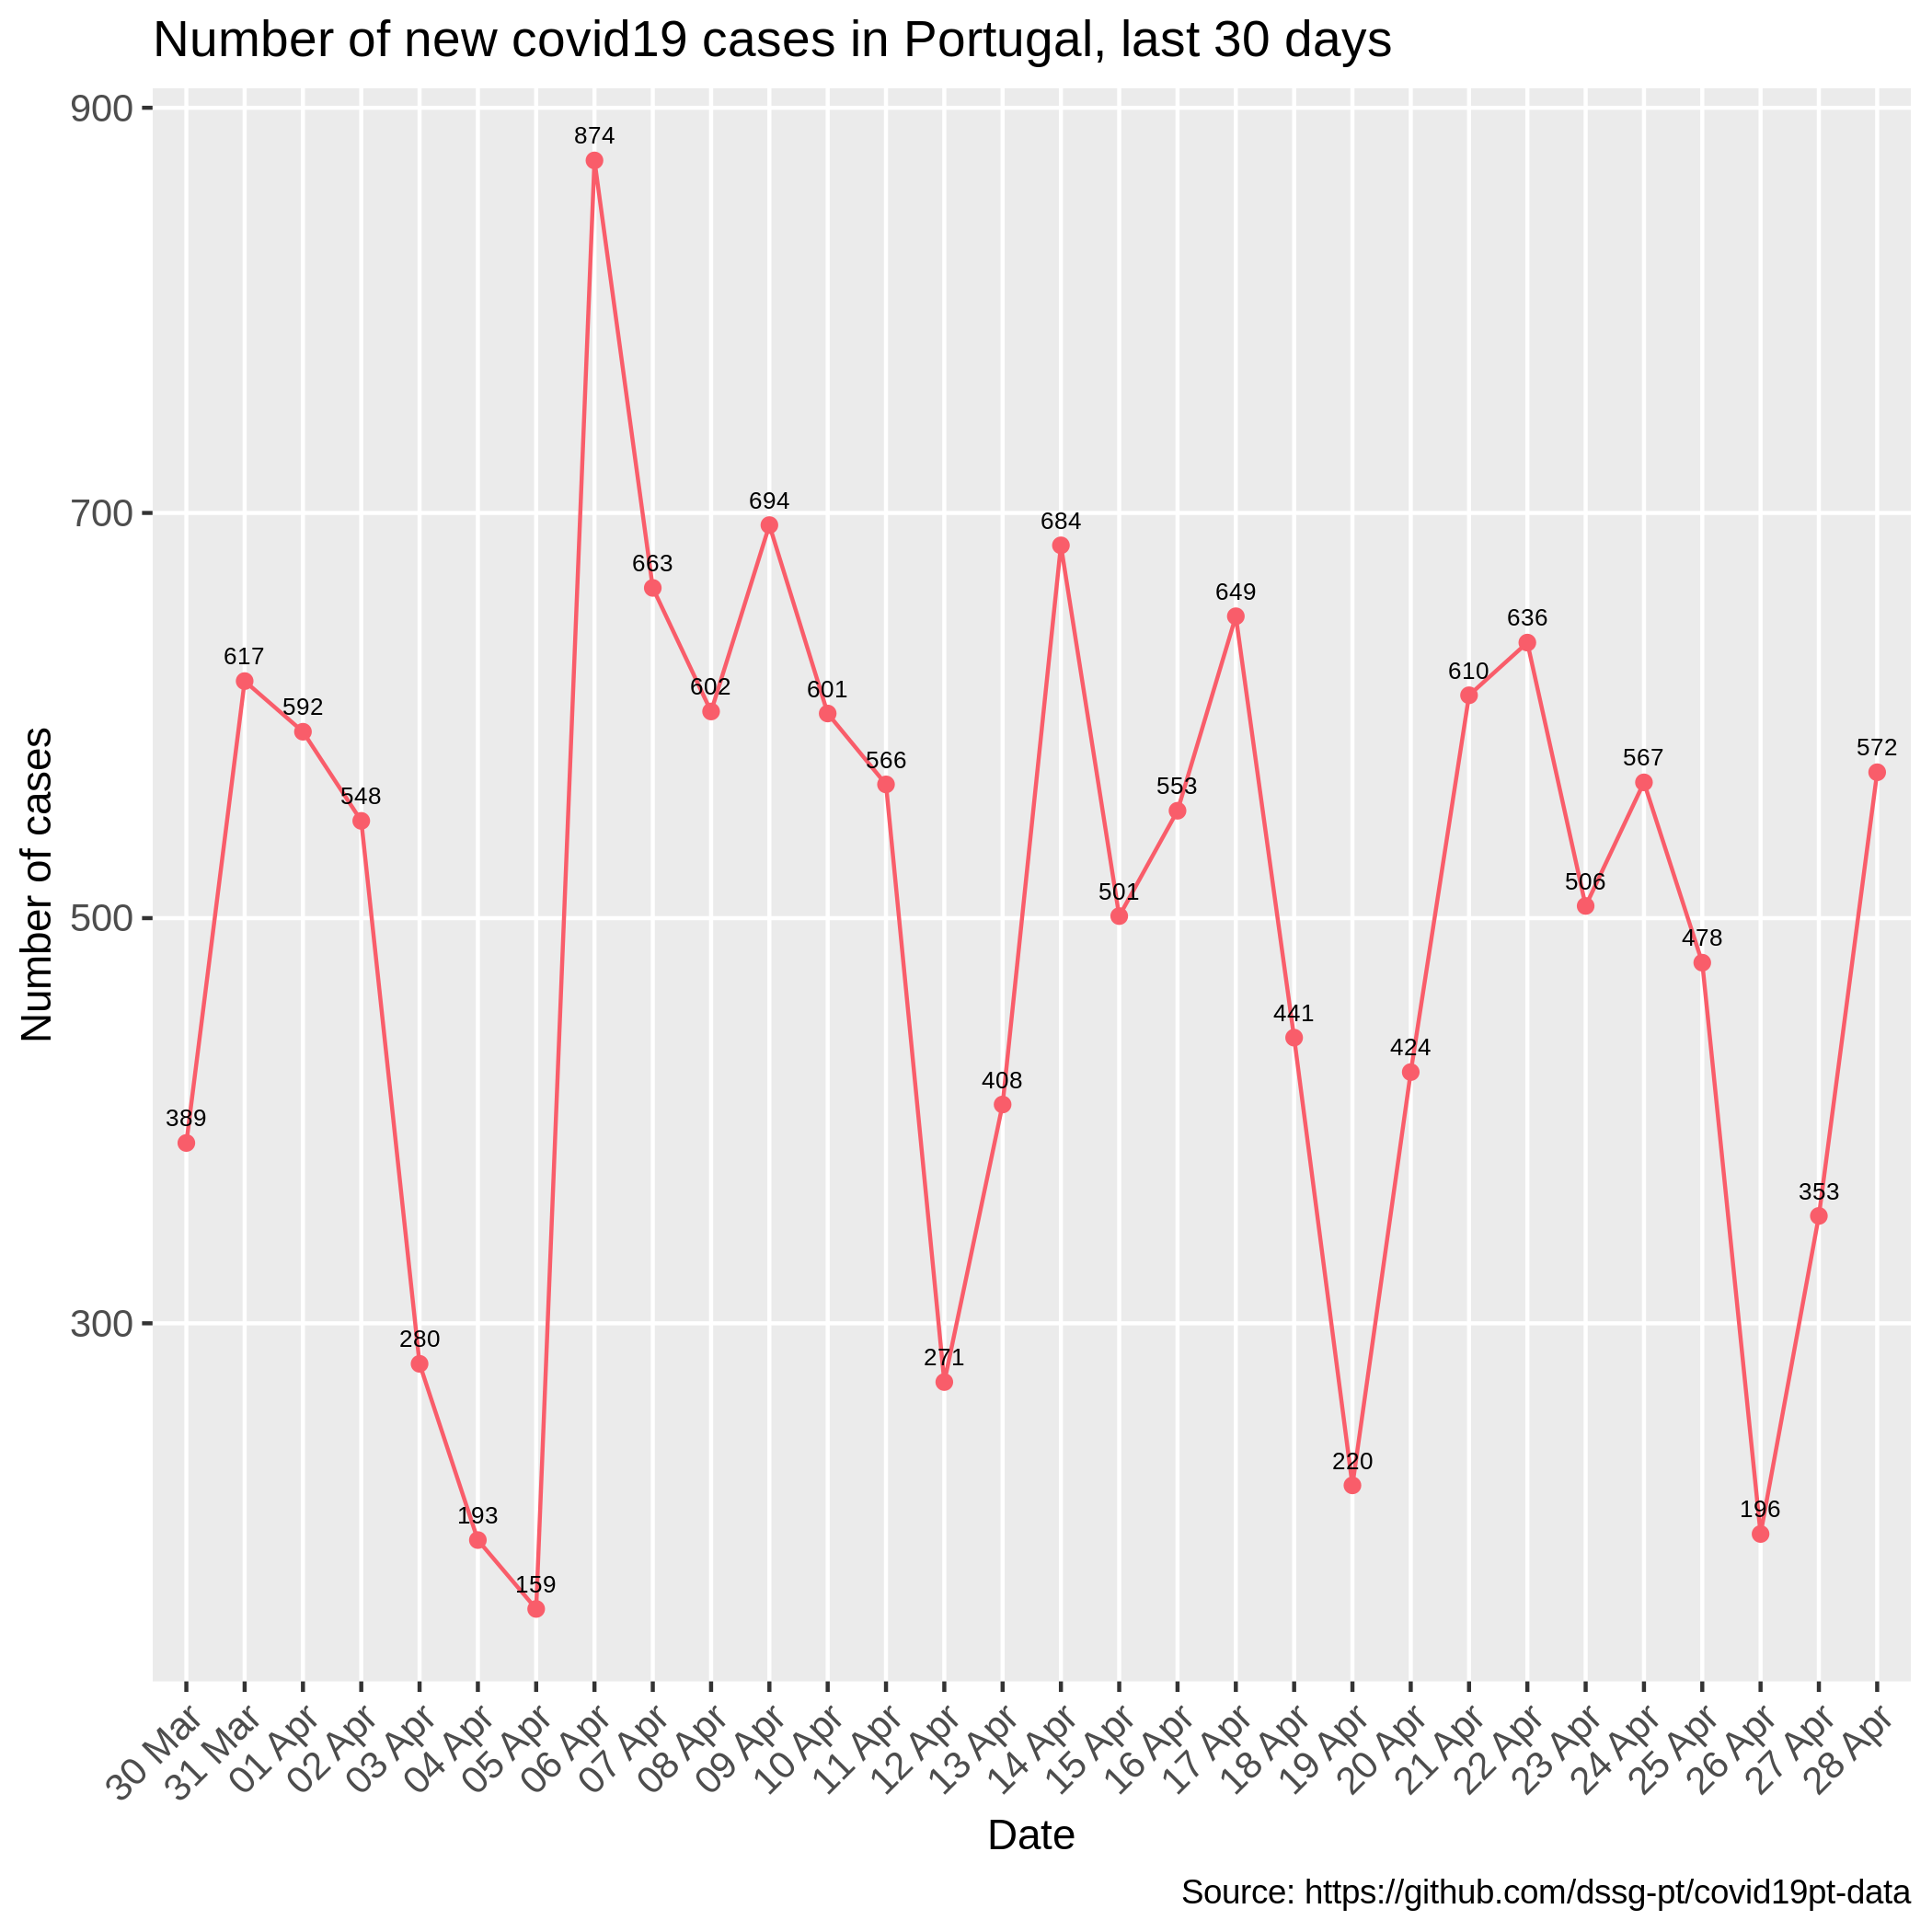 Number of new covid19 cases in Portugal, last 30 days
Number of cases
900
700
500
300
389
617
592
548
280
193
159
874
663
602
694
601
566
271
408
684
501
553
649
441
220
424
610
636
506
567
478
196
353
572
30 Mar
31 Mar
01 Apr
02 Apr
03 Apr
04 Apr
05 Apr
06 Apr
07 Apr
08 Apr
09 Apr
10 Apr
11 Apr
12 Apr
13 Apr
14 Apr
15 Apr
16 Apr
17 Apr
18 Apr
19 Apr
20 Apr
21 Apr
22 Apr
23 Apr
24 Apr
25 Apr
26 Apr
27 Apr
28 Apr
Date
Source: https://github.com/dssg-pt/covid19pt-data